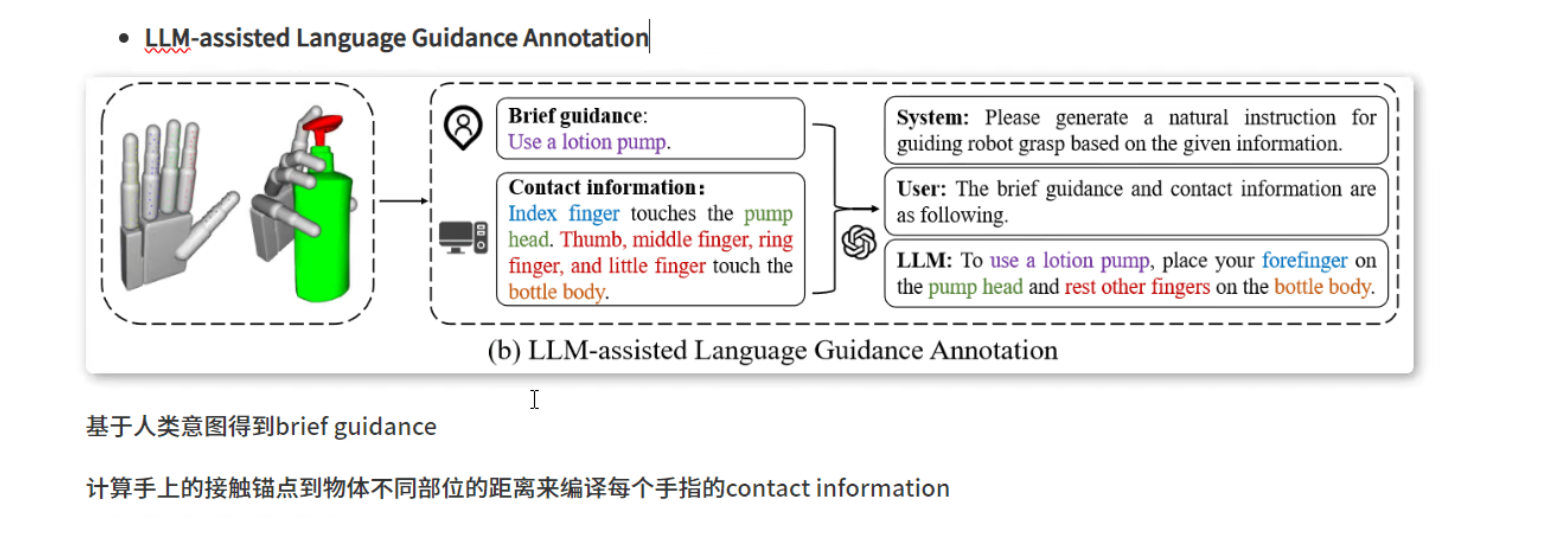 LLM-assisted Language Guidance Annotation
Brief guidance:
Use a lotion pump.
Contact information:
Index finger touches the pump
head. Thumb, middle finger, ring
finger, and little finger touch the
bottle body.
System: Please generate a natural instruction for
guiding robot grasp based on the given information.
User: The brief guidance and contact information are
as following.
LLM: To use a lotion pump, place your forefinger on
the pump head and rest other fingers on the bottle body.
(b) LLM-assisted Language Guidance Annotation
基于人类意图得到brief guidance
计算手上的接触锚点到物体不同部位的距离来编译每个手指的contact information